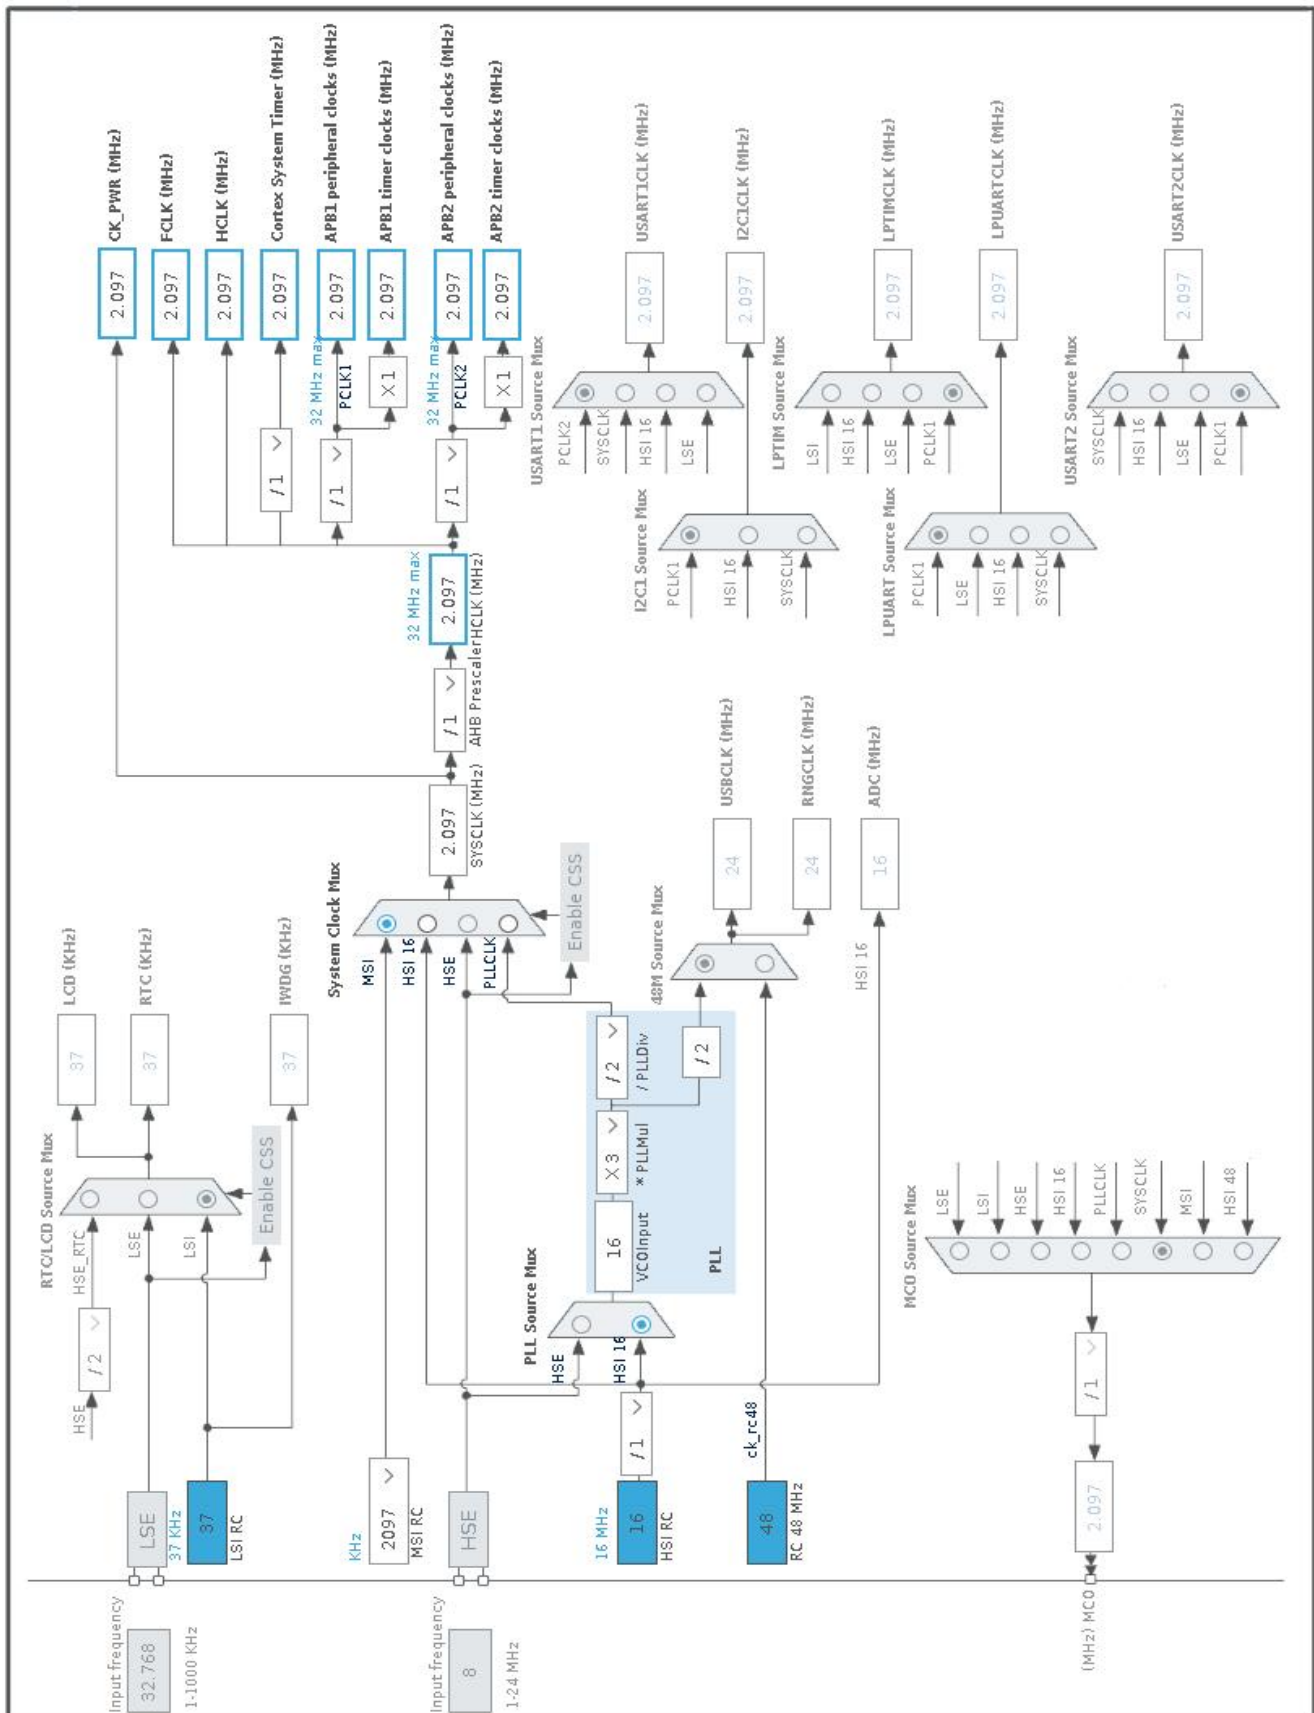 Input frequency
32.768
1-1000 KHz
LSE
37 KHz
37
LSI RC
HSE
/ 2
HSE_RTC
LSE
LSI
RTC/LCD Source Mux
Enable CSS
37
LCD (KHz)
37
RTC (KHz)
37
IWDG (KHz)
KHz
2097
MSI RC
Input frequency
8
1-24 MHz
HSE
16 MHz
16
HSI RC
/ 1
48
RC 48 MHz
ck_rc48
PLL Source Mux
HSE
HSI 16
16
VCOInput
X 3
* PLLMul
/ 2
/ PLLDiv
/ 2
PLL
System Clock Mux
MSI
HSI 16
HSE
PLLCLK
Enable CSS
48M Source Mux
24
USBCLK (MHz)
24
RNGCLK (MHz)
HSI 16
16
ADC (MHz)
2.097
SYSCLK (MHz)
/ 1
AHB Prescaler
32 MHz max
2.097
HCLK (MHz)
/ 1
/ 1
32 MHz max
PCLK1
X 1
/ 1
32 MHz max
PCLK2
X 1
2.097
CK_PWR (MHz)
2.097
FCLK (MHz)
2.097
HCLK (MHz)
2.097
Cortex System Timer (MHz)
2.097
APB1 peripheral clocks (MHz)
2.097
APB1 timer clocks (MHz)
2.097
APB2 peripheral clocks (MHz)
2.097
APB2 timer clocks (MHz)
USART1 Source Mux
PCLK2
SYSCLK
HSI 16
LSE
2.097
USART1CLK (MHz)
I2C1 Source Mux
PCLK1
HSI 16
SYSCLK
2.097
I2C1CLK (MHz)
LPTIM Source Mux
LSI
HSI 16
LSE
PCLK1
2.097
LPTIMCLK (MHz)
LPUART Source Mux
PCLK1
LSE
HSI 16
SYSCLK
2.097
LPUARTCLK (MHz)
USART2 Source Mux
SYSCLK
HSI 16
LSE
PCLK1
2.097
USART2CLK (MHz)
MCO Source Mux
LSE
LSI
HSE
HSI 16
PLLCLK
SYSCLK
MSI
HSI 48
/ 1
2.097
(MHz) MCO